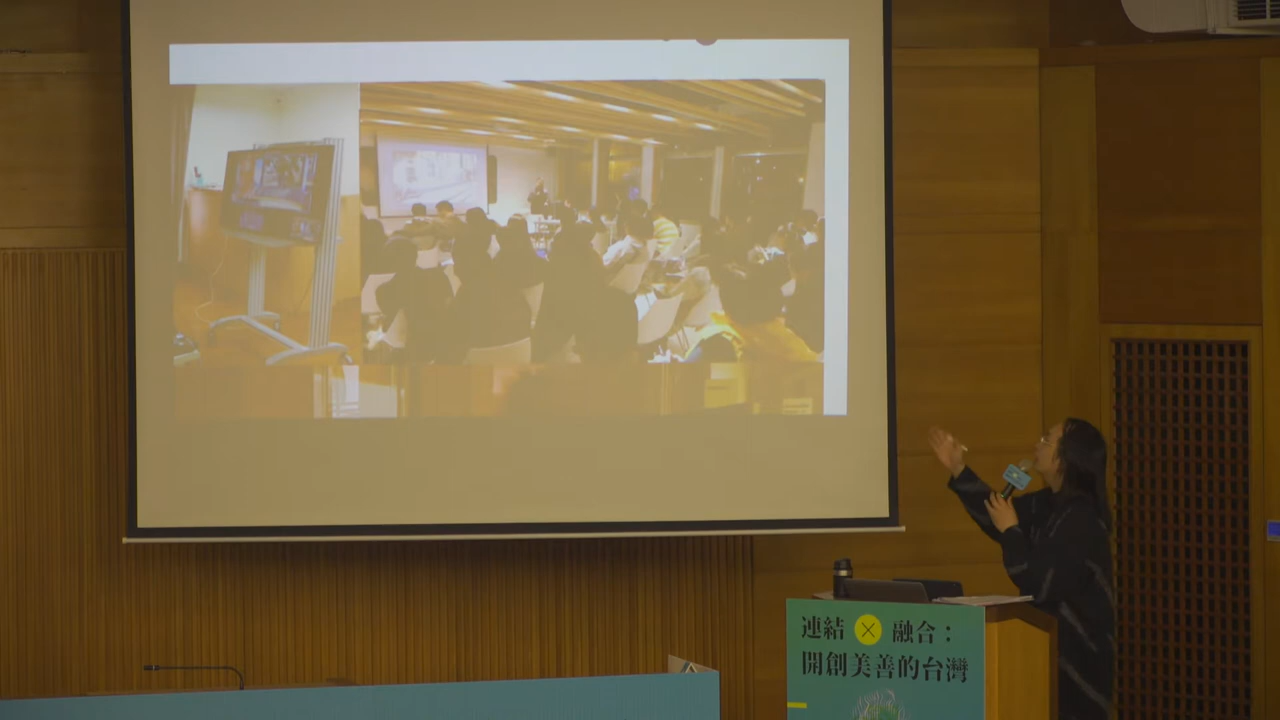 連結 × 融合：
開創美善的台灣